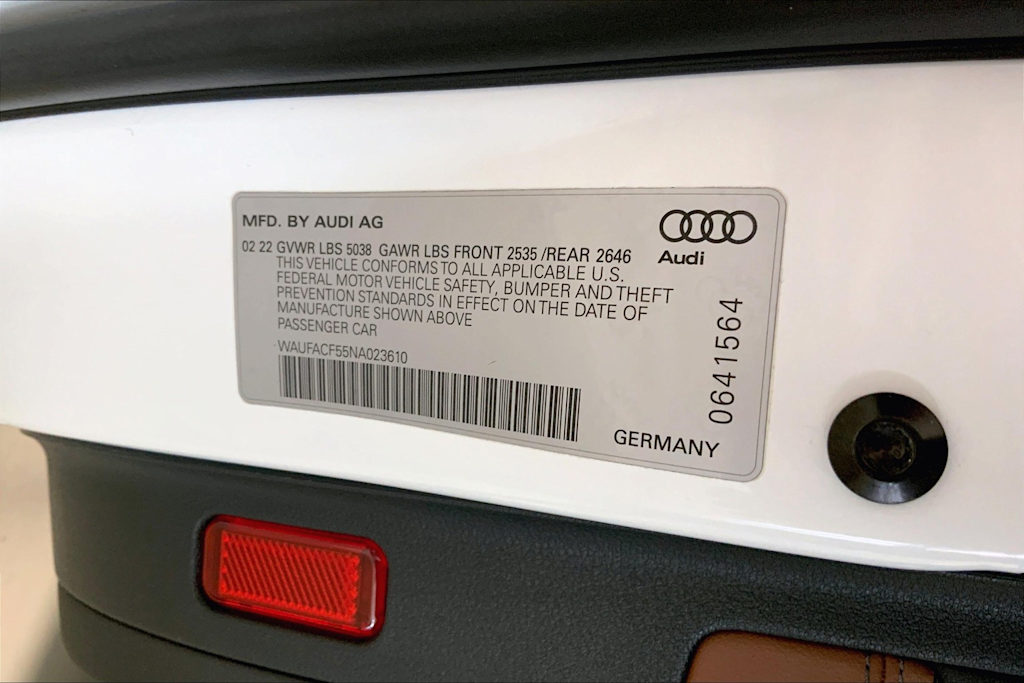 MFD. BY AUDI AG
02 22 GVWR LBS 5038 GAWR LBS FRONT 2535 /REAR 2646
THIS VEHICLE CONFORMS TO ALL APPLICABLE U.S.
FEDERAL MOTOR VEHICLE SAFETY, BUMPER AND THEFT
PREVENTION STANDARDS IN EFFECT ON THE DATE OF
MANUFACTURE SHOWN ABOVE
PASSENGER CAR
WAUFACF55NA023610
Audi
0641564
GERMANY